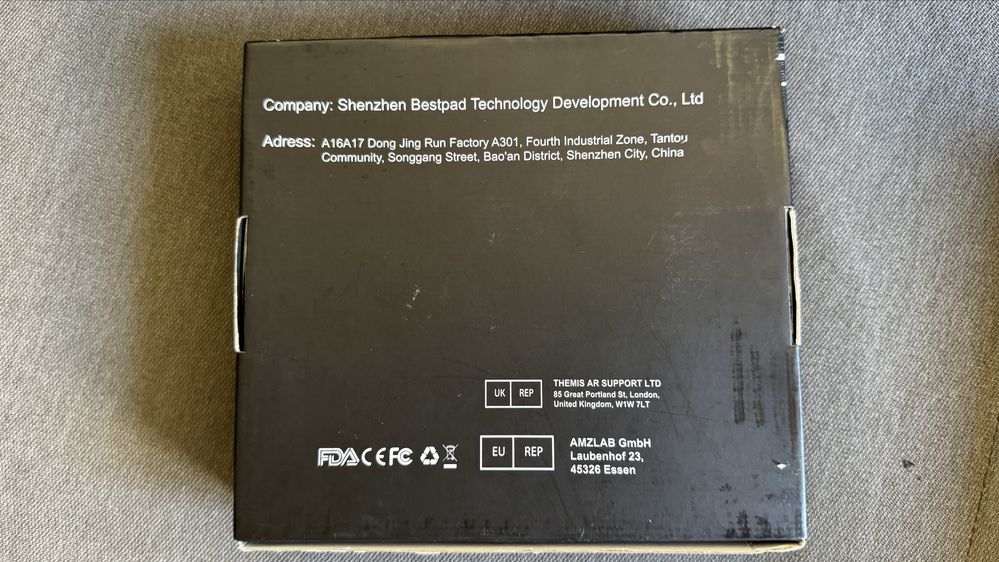 Company: Shenzhen Bestpad Technology Development Co., Ltd
Adress: A16A17 Dong Jing Run Factory A301, Fourth Industrial Zone, Tantou
Community, Songgang Street, Bao'an District, Shenzhen City, China
UK REP
THEMIS AR SUPPORT LTD
85 Great Portland St, London,
United Kingdom, W1W 7LT
FDA CE FC
EU REP
AMZLAB GmbH
Laubenhof 23,
45326 Essen